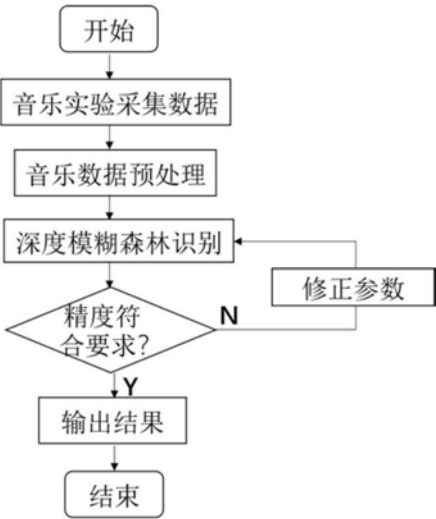 开始
音乐实验采集数据
音乐数据预处理
深度模糊森林识别
修正参数
精度符
合要求?
N
Y
输出结果
结束